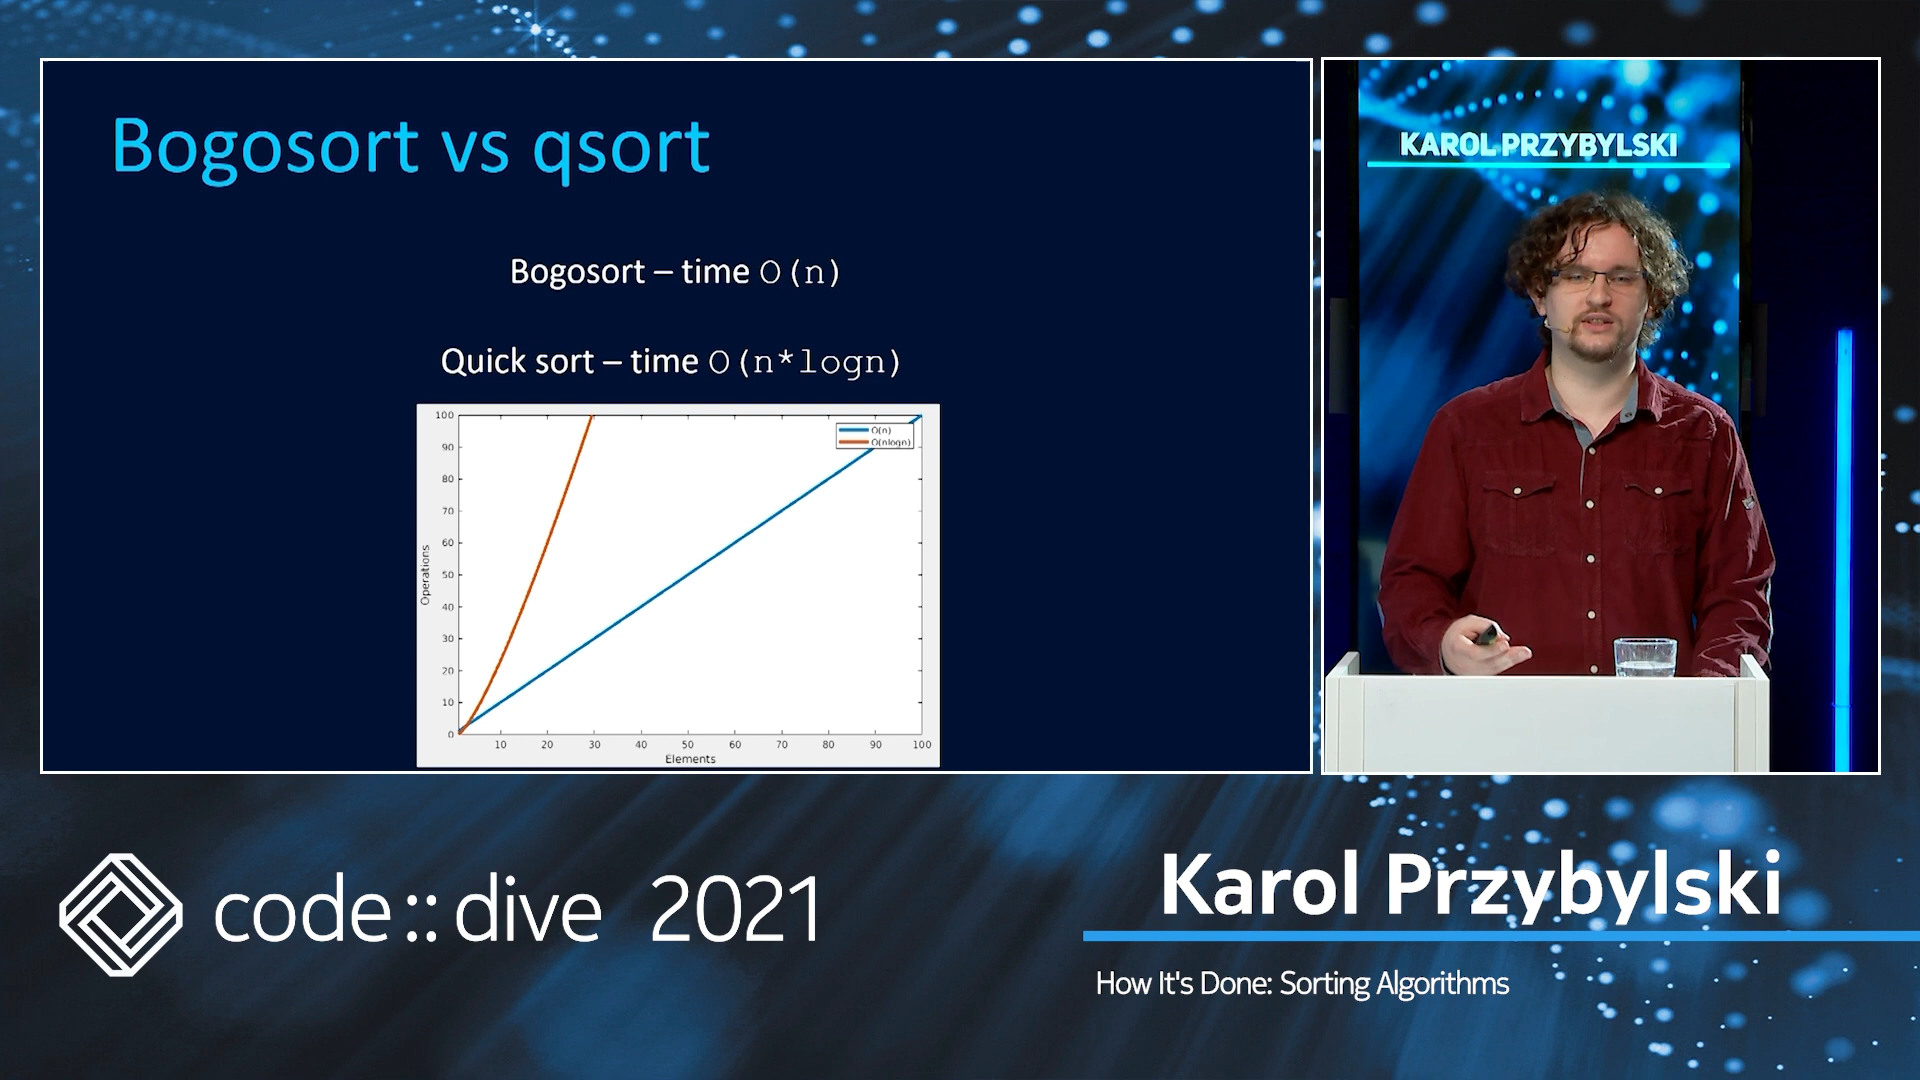 Bogosort vs qsort
Bogosort – time O(n)
Quick sort – time O(n*logn)
100
90
80
70
60
50
40
30
20
10
0
Operations
O(n)
O(nlogn)
10 20 30 40 50 60 70 80 90 100
Elements
KAROL PRZYBYLSKI
code::dive 2021
Karol Przybylski
How It's Done: Sorting Algorithms